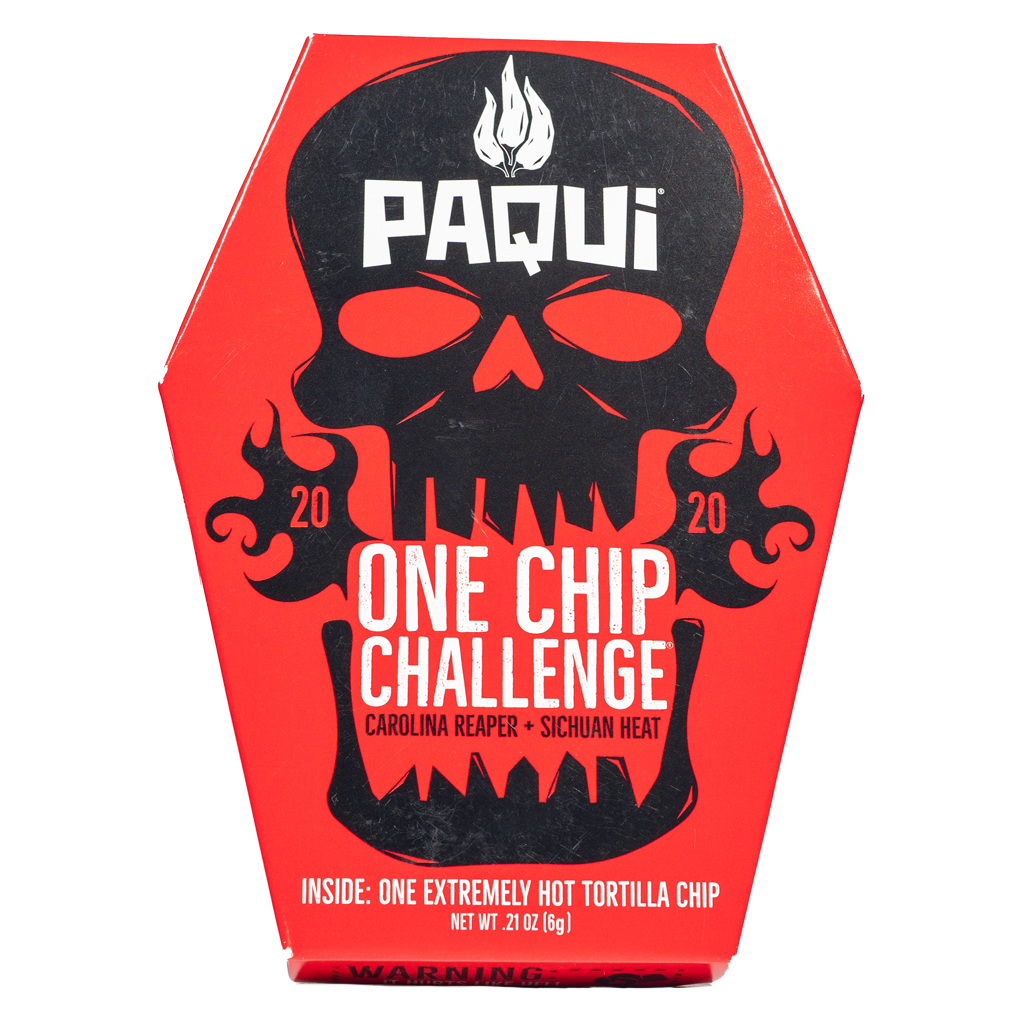 PAQUI®
20 20
ONE CHIP
CHALLENGE®
CAROLINA REAPER + SICHUAN HEAT
INSIDE: ONE EXTREMELY HOT TORTILLA CHIP
NET WT .21 OZ (6g)
WARNING: